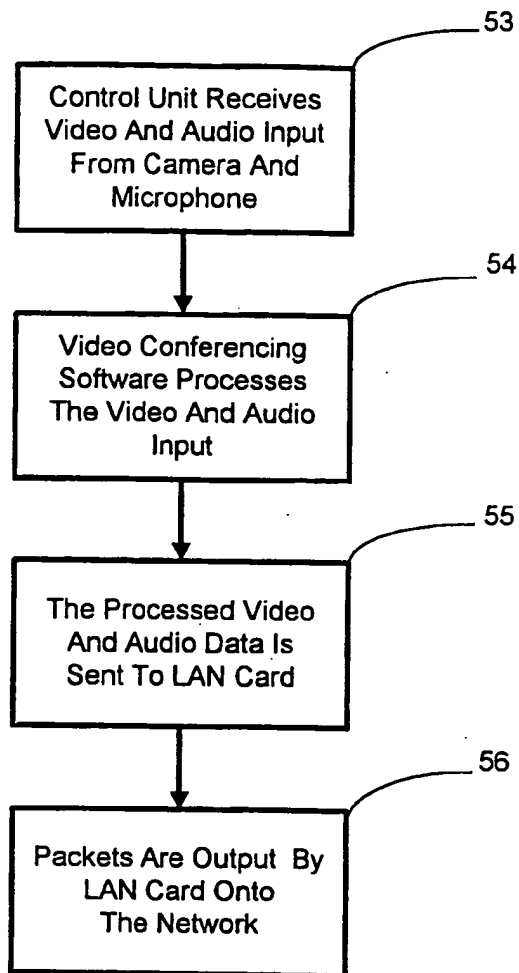 53
Control Unit Receives
Video And Audio Input
From Camera And
Microphone
54
Video Conferencing
Software Processes
The Video And Audio
Input
55
The Processed Video
And Audio Data Is
Sent To LAN Card
56
Packets Are Output By
LAN Card Onto
The Network